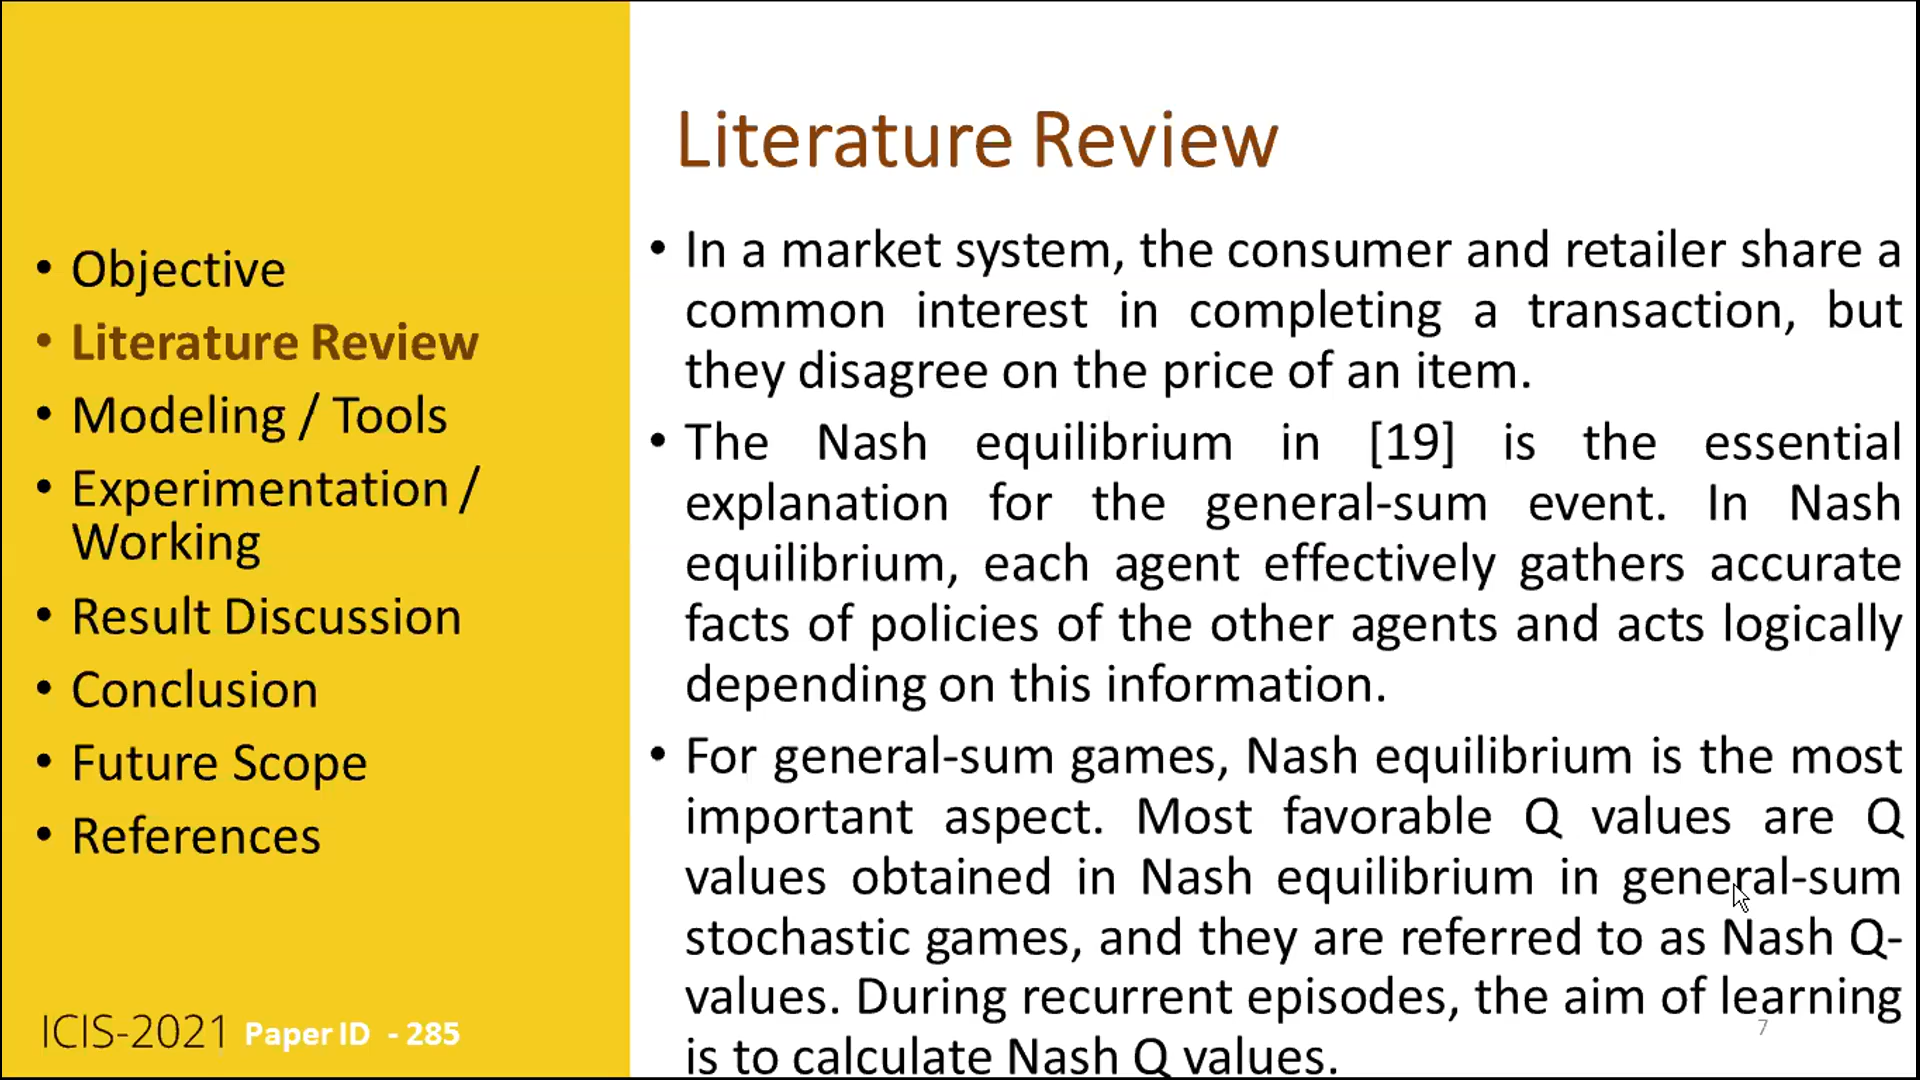 • Objective
• Literature Review
• Modeling / Tools
• Experimentation /
Working
• Result Discussion
• Conclusion
• Future Scope
• References
ICIS-2021 Paper ID - 285
Literature Review
• In a market system, the consumer and retailer share a
common interest in completing a transaction, but
they disagree on the price of an item.
• The Nash equilibrium in [19] is the essential
explanation for the general-sum event. In Nash
equilibrium, each agent effectively gathers accurate
facts of policies of the other agents and acts logically
depending on this information.
• For general-sum games, Nash equilibrium is the most
important aspect. Most favorable Q values are Q
values obtained in Nash equilibrium in general-sum
stochastic games, and they are referred to as Nash Q-
values. During recurrent episodes, the aim of learning
is to calculate Nash Q values.
7